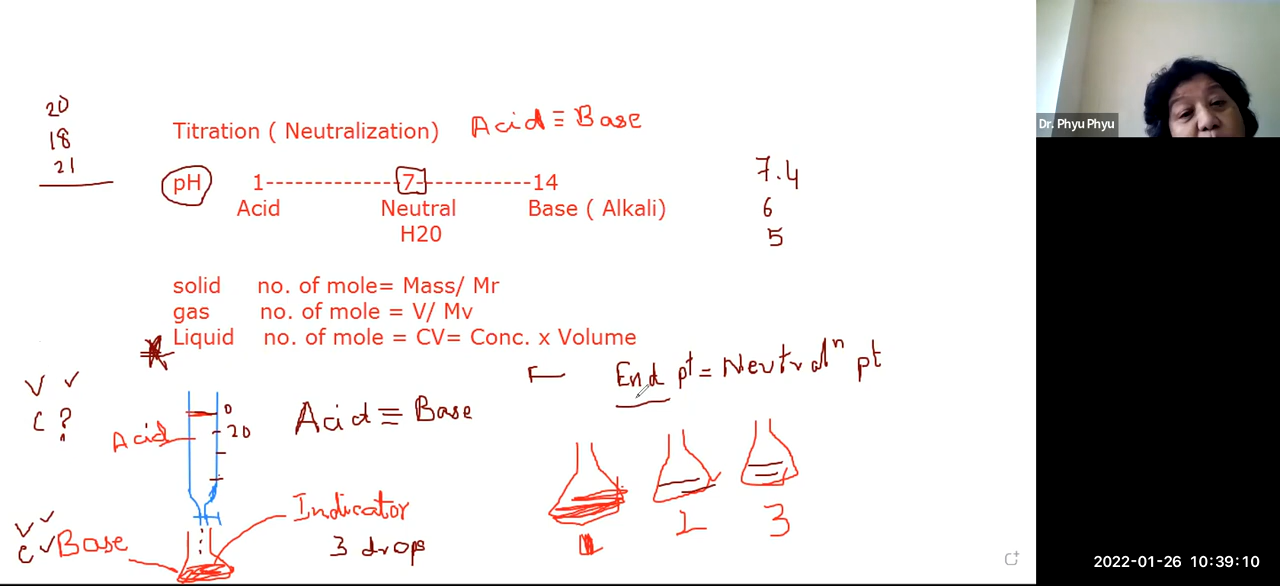 20
18
21
Titration ( Neutralization) Acid ≡ Base
pH 1---------------7------------14
Acid Neutral Base ( Alkali)
H20
7.4
6
5
solid no. of mole= Mass/ Mr
gas no. of mole = V/ Mv
Liquid no. of mole = CV= Conc. x Volume
End pt = Neutralⁿ pt
V ✓
C ?
Acid
0
20
Acid ≡ Base
V ✓
C ✓ Base
Indicator
3 drops
1 2 3
Dr. Phyu Phyu
2022-01-26 10:39:10